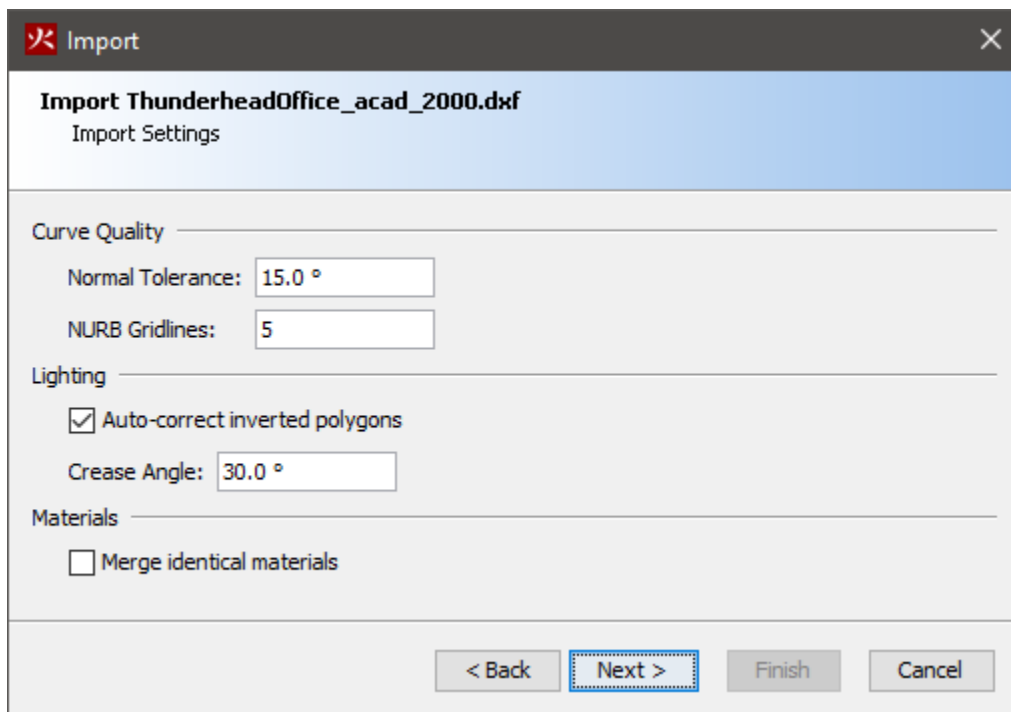 火 Import
Import ThunderheadOffice_acad_2000.dxf
Import Settings
Curve Quality
Normal Tolerance: 15.0 °
NURB Gridlines: 5
Lighting
Auto-correct inverted polygons
Crease Angle: 30.0 °
Materials
Merge identical materials
< Back Next > Finish Cancel